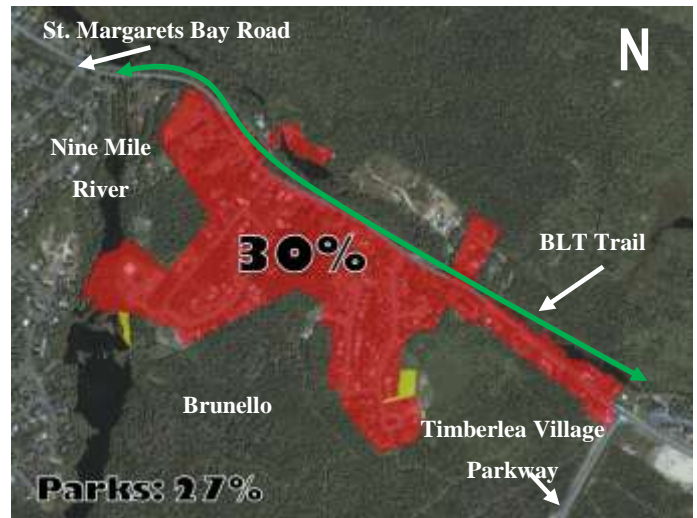 St. Margarets Bay Road
N
Nine Mile
River
30%
BLT Trail
Brunello
Timberlea Village
Parkway
Parks: 27%